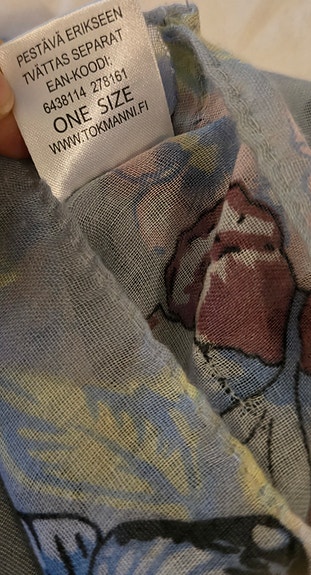 PESTÄVÄ ERIKSEEN
TVÄTTAS SEPARAT
EAN-KOODI:
6438114 278161
ONE SIZE
WWW.TOKMANNI.FI